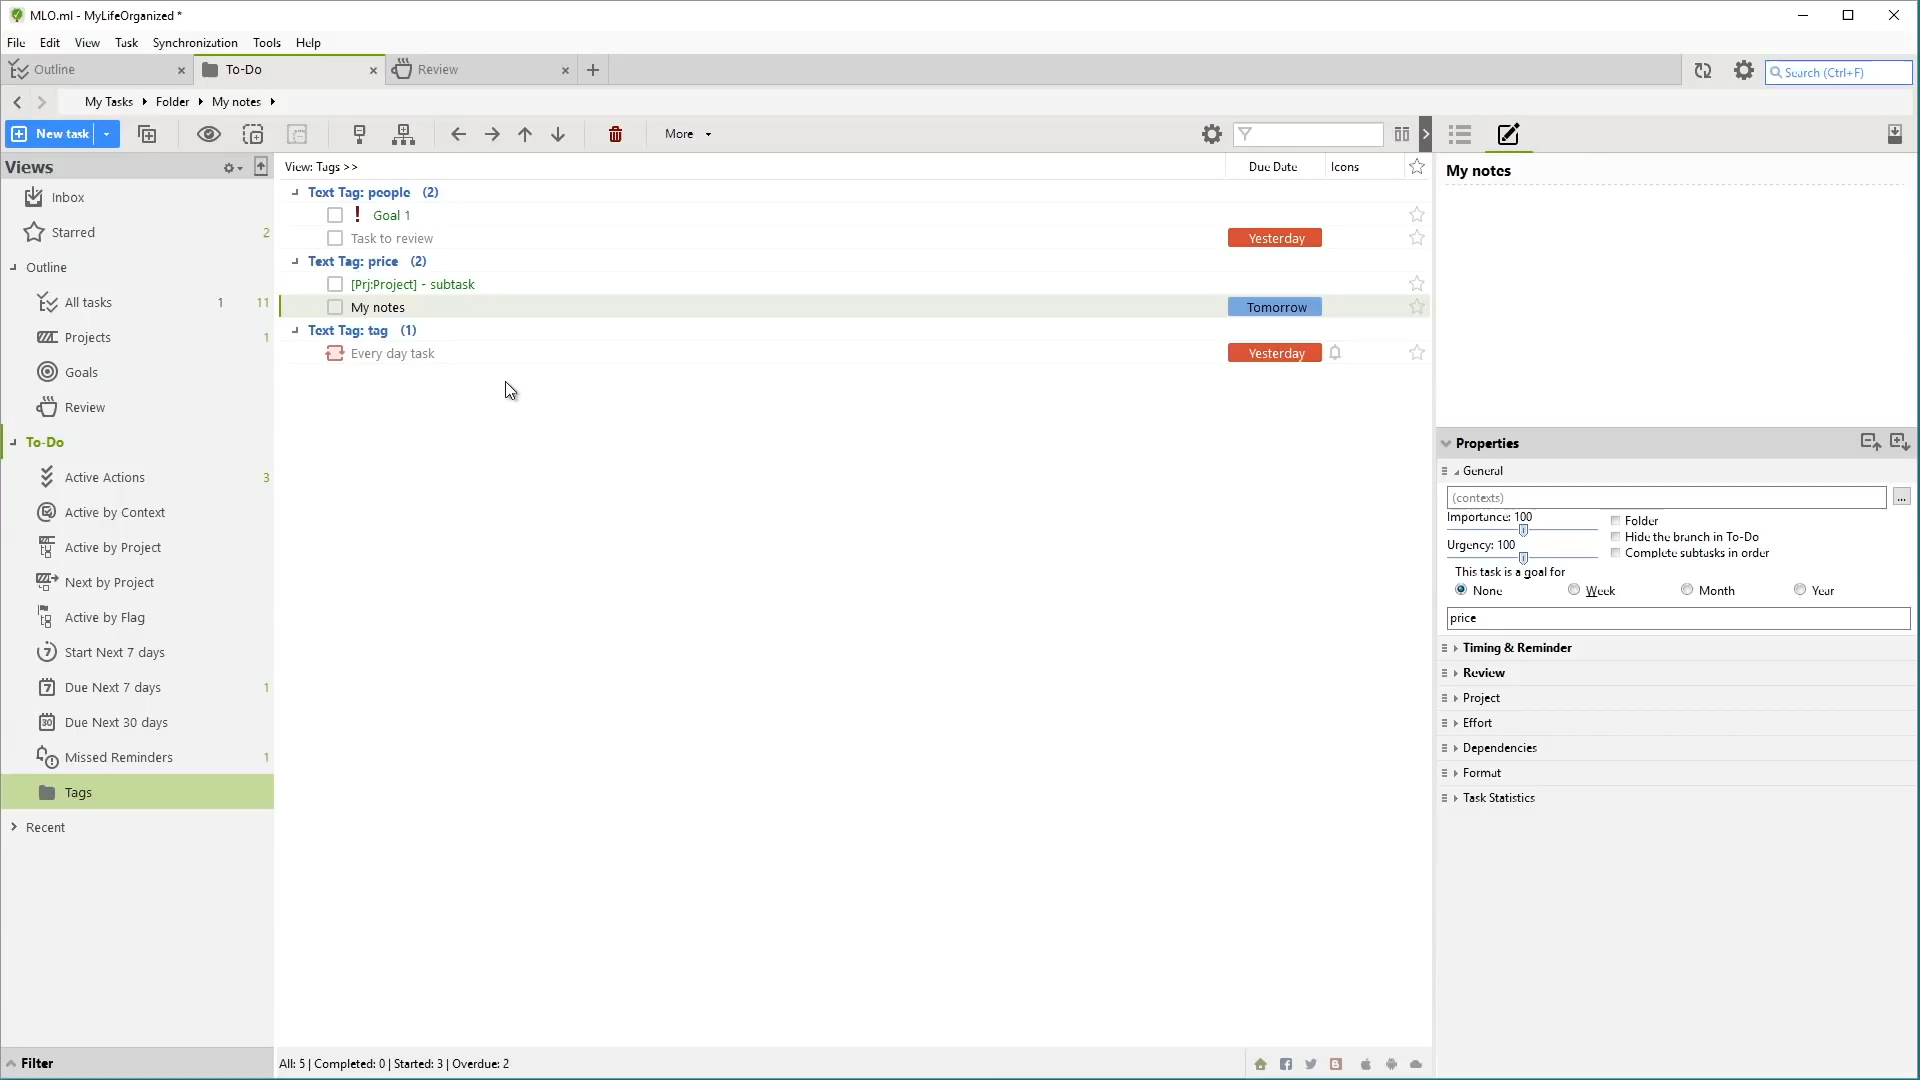 MLO.ml - MyLifeOrganized *
File Edit View Task Synchronization Tools Help
Outline To-Do Review
Search (Ctrl+F)
My Tasks Folder My notes
New task More
Views
Inbox
Starred 2
Outline
All tasks 1 11
Projects 1
Goals
Review
To-Do
Active Actions 3
Active by Context
Active by Project
Next by Project
Active by Flag
Start Next 7 days
Due Next 7 days 1
Due Next 30 days
Missed Reminders 1
Tags
Recent
Filter
View: Tags >> Due Date Icons
Text Tag: people (2)
Goal 1
Task to review Yesterday
Text Tag: price (2)
[Prj:Project] - subtask
My notes Tomorrow
Text Tag: tag (1)
Every day task Yesterday
All: 5 | Completed: 0 | Started: 3 | Overdue: 2
My notes
Properties
General
(contexts) ...
Importance: 100
Folder
Hide the branch in To-Do
Urgency: 100
Complete subtasks in order
This task is a goal for
None Week Month Year
price
Timing & Reminder
Review
Project
Effort
Dependencies
Format
Task Statistics